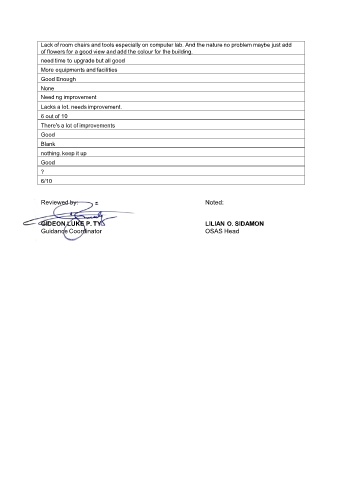 Lack of room chairs and tools especially on computer lab. And the nature no problem maybe just add
of flowers for a good view and add the colour for the building.
need time to upgrade but all good
More equipments and facilities
Good Enough
None
Needing improvement
Lacks a lot, needs improvement.
6 out of 10
There's a lot of improvements
Good
Blank
nothing, keep it up
Good
?
6/10
Reviewed by: Noted:
GIDEON LUKE P. TY LILIAN O. SIDAMON
Guidance Coordinator OSAS Head